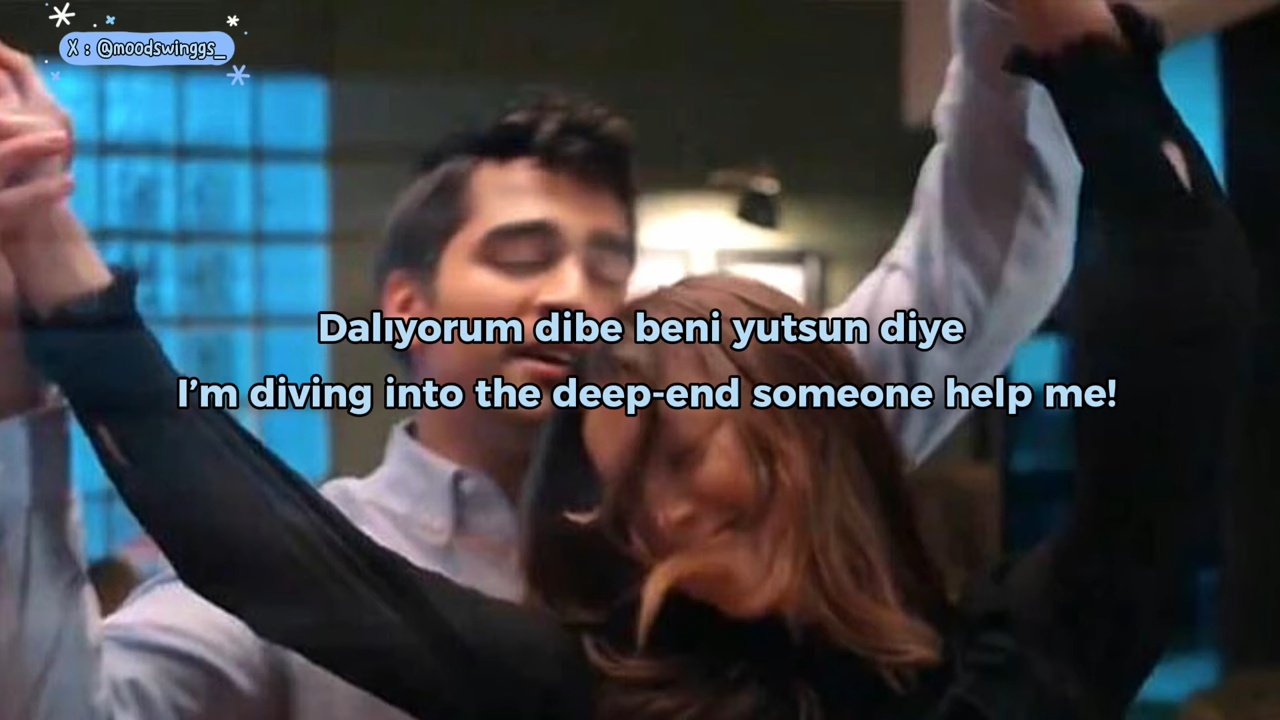 X : @moodswinggs_
Dalıyorum dibe beni yutsun diye
I'm diving into the deep-end someone help me!